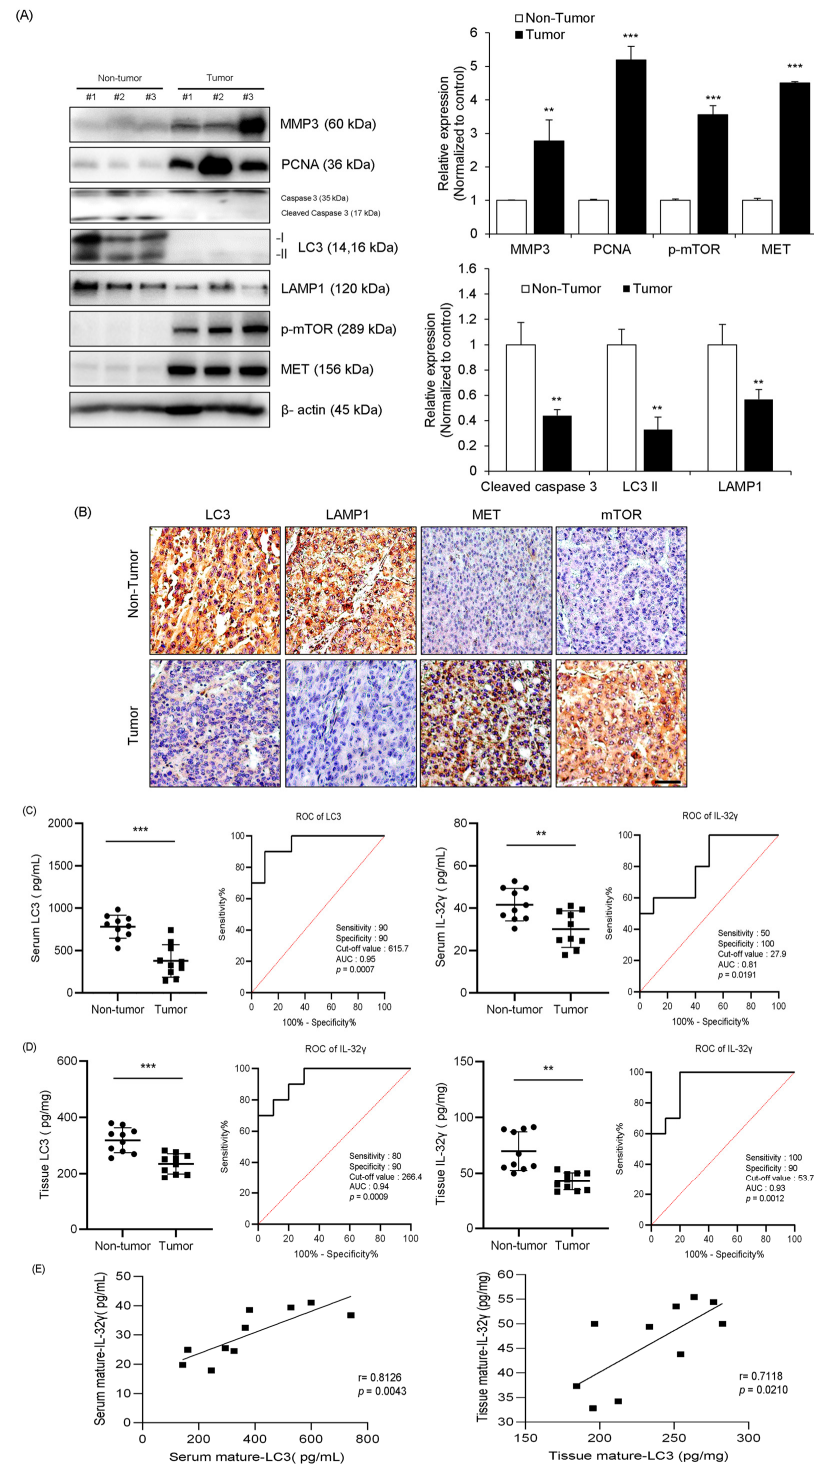 (A)
Non-tumor Tumor
#1 #2 #3 #1 #2 #3
MMP3 (60 kDa)
PCNA (36 kDa)
Caspase 3 (35 kDa)
Cleaved Caspase 3 (17 kDa)
-I
-II
LC3 (14,16 kDa)
LAMP1 (120 kDa)
p-mTOR (289 kDa)
MET (156 kDa)
β- actin (45 kDa)
Non-Tumor
Tumor
Relative expression
(Normalized to control)
6
5
4
3
2
1
0
** *** *** ***
MMP3 PCNA p-mTOR MET
Non-Tumor Tumor
Relative expression
(Normalized to control)
1.6
1.4
1.2
1
0.8
0.6
0.4
0.2
0
** ** **
Cleaved caspase 3 LC3 II LAMP1
(B)
LC3 LAMP1 MET mTOR
Non-Tumor
Tumor
(C)
Serum LC3 ( pg/mL)
2000
1500
1000
500
0
***
Non-tumor Tumor
ROC of LC3
Sensitivity%
100
80
60
40
20
0
Sensitivity : 90
Specificity : 90
Cut-off value : 615.7
AUC : 0.95
p = 0.0007
0 20 40 60 80 100
100% - Specificity%
Serum IL-32γ ( pg/mL)
80
60
40
20
0
**
Non-tumor Tumor
ROC of IL-32γ
Sensitivity%
100
80
60
40
20
0
Sensitivity : 50
Specificity : 100
Cut-off value : 27.9
AUC : 0.81
p = 0.0191
0 20 40 60 80 100
100% - Specificity%
(D)
Tissue LC3 ( pg/mg)
600
400
200
0
***
Non-tumor Tumor
ROC of IL-32γ
Sensitivity%
100
80
60
40
20
0
Sensitivity : 80
Specificity : 90
Cut-off value : 266.4
AUC : 0.94
p = 0.0009
0 20 40 60 80 100
100% - Specificity%
Tissue IL-32γ ( pg/mg)
150
100
50
0
**
Non-tumor Tumor
ROC of IL-32γ
Sensitivity%
100
80
60
40
20
0
Sensitivity : 100
Specificity : 90
Cut-off value : 53.7
AUC : 0.93
p = 0.0012
0 20 40 60 80 100
100% - Specificity%
(E)
Serum mature-IL-32γ( pg/mL)
50
40
30
20
10
0
r= 0.8126
p = 0.0043
0 200 400 600 800
Serum mature-LC3( pg/mL)
Tissue mature-IL-32γ (pg/mg)
60
55
50
45
40
35
30
r= 0.7118
p = 0.0210
150 200 250 300
Tissue mature-LC3 (pg/mg)